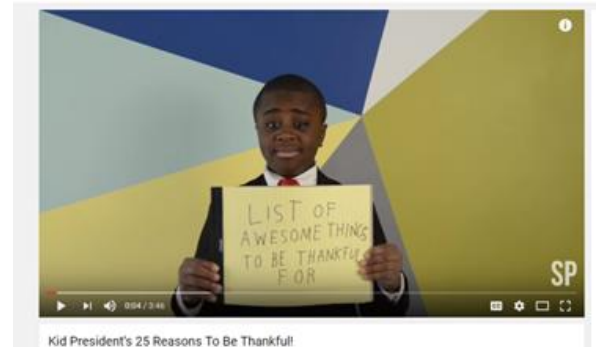 LIST OF
AWESOME THINGS
TO BE THANKFUL
FOR
SP
0:04 / 3:46
Kid President's 25 Reasons To Be Thankful!